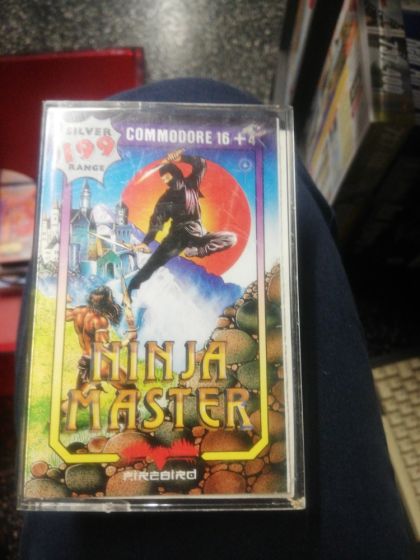 SILVER
199
RANGE
COMMODORE 16 +4
NINJA
MASTER
FIREBIRD